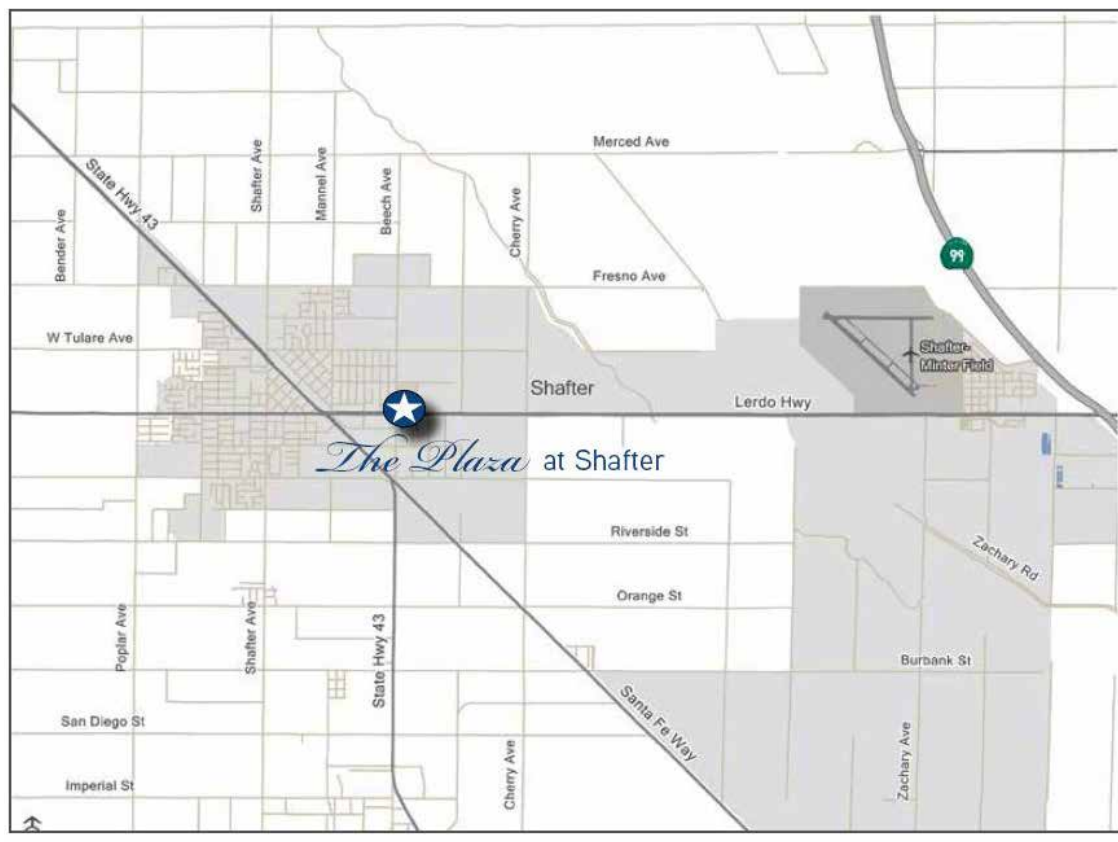 Merced Ave
State Hwy 43
Shafter Ave
Mannel Ave
Beech Ave
Bender Ave
Cherry Ave
99
Fresno Ave
W Tulare Ave
Shafter-
Minter Field
Shafter
Lerdo Hwy
The Plaza at Shafter
Riverside St
Zachary Rd
Orange St
Poplar Ave
Shafter Ave
State Hwy 43
Burbank St
Santa Fe Way
San Diego St
Zachary Ave
Cherry Ave
Imperial St